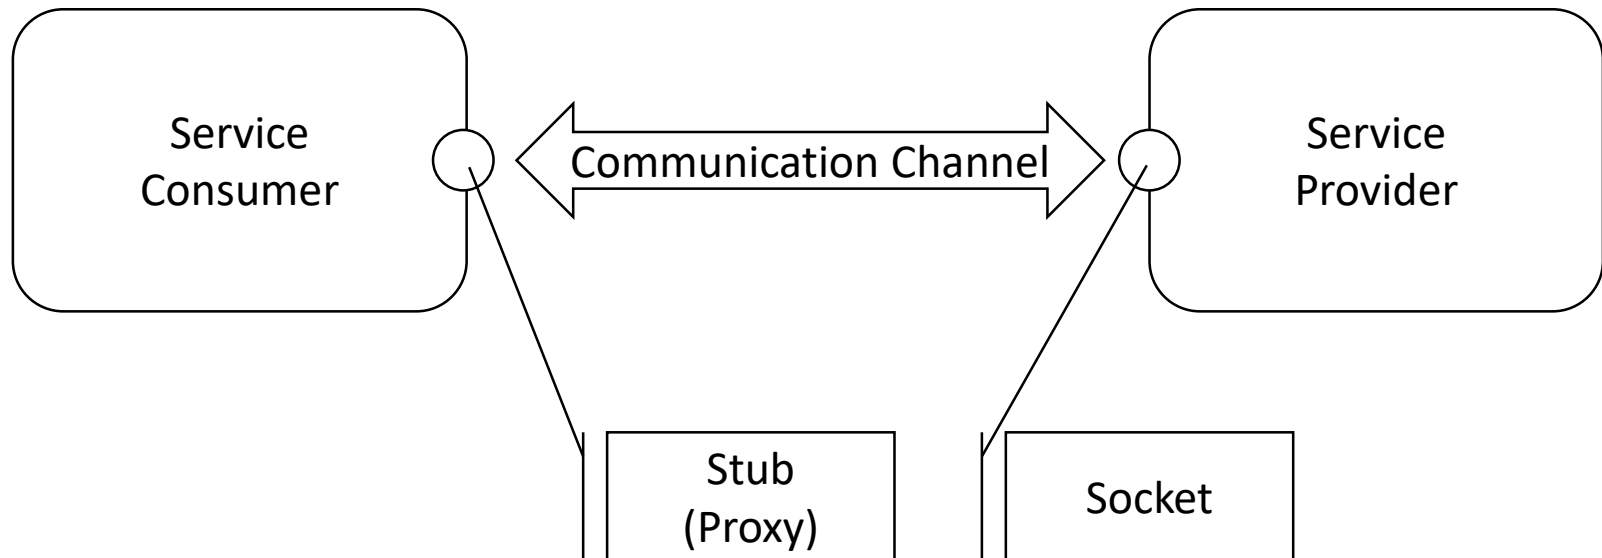 Service
Consumer
Communication Channel
Service
Provider
Stub
(Proxy)
Socket